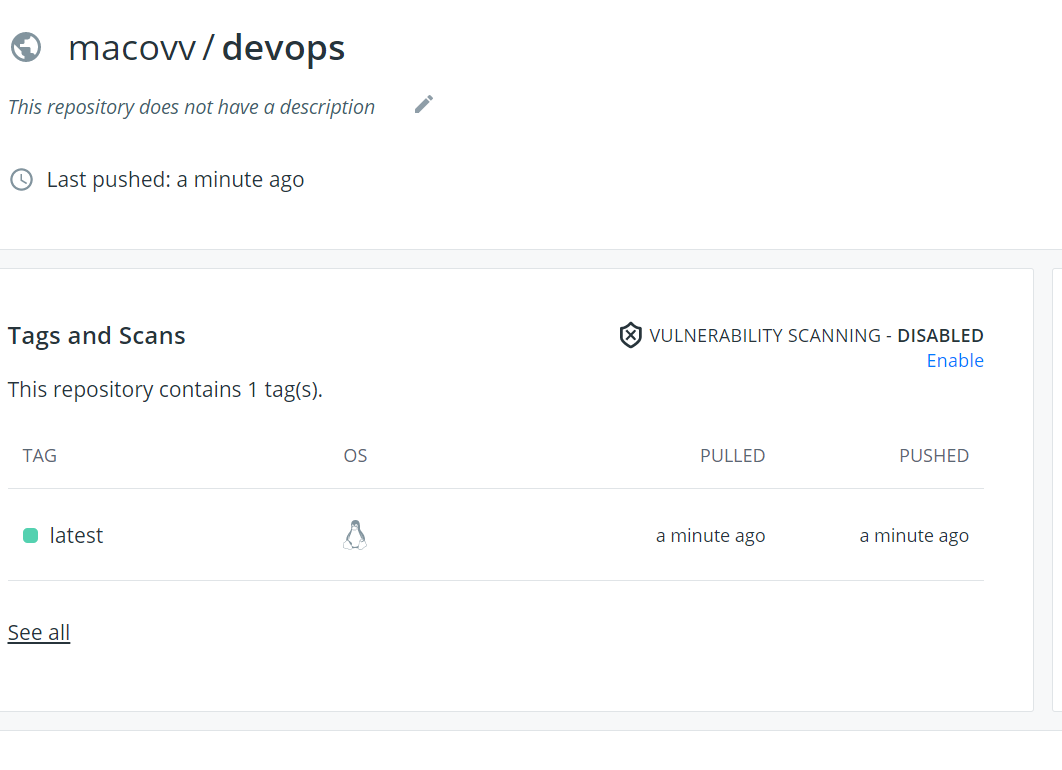 macovv / devops
This repository does not have a description
Last pushed: a minute ago
Tags and Scans
VULNERABILITY SCANNING - DISABLED
Enable
This repository contains 1 tag(s).
TAG OS PULLED PUSHED
latest a minute ago a minute ago
See all